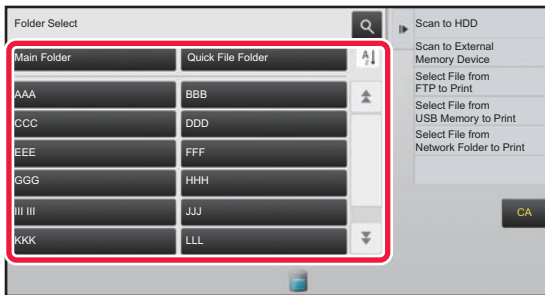 Folder Select
Main Folder
Quick File Folder
AAA
BBB
CCC
DDD
EEE
FFF
GGG
HHH
III III
JJJ
KKK
LLL
A
Z
Scan to HDD
Scan to External
Memory Device
Select File from
FTP to Print
Select File from
USB Memory to Print
Select File from
Network Folder to Print
CA